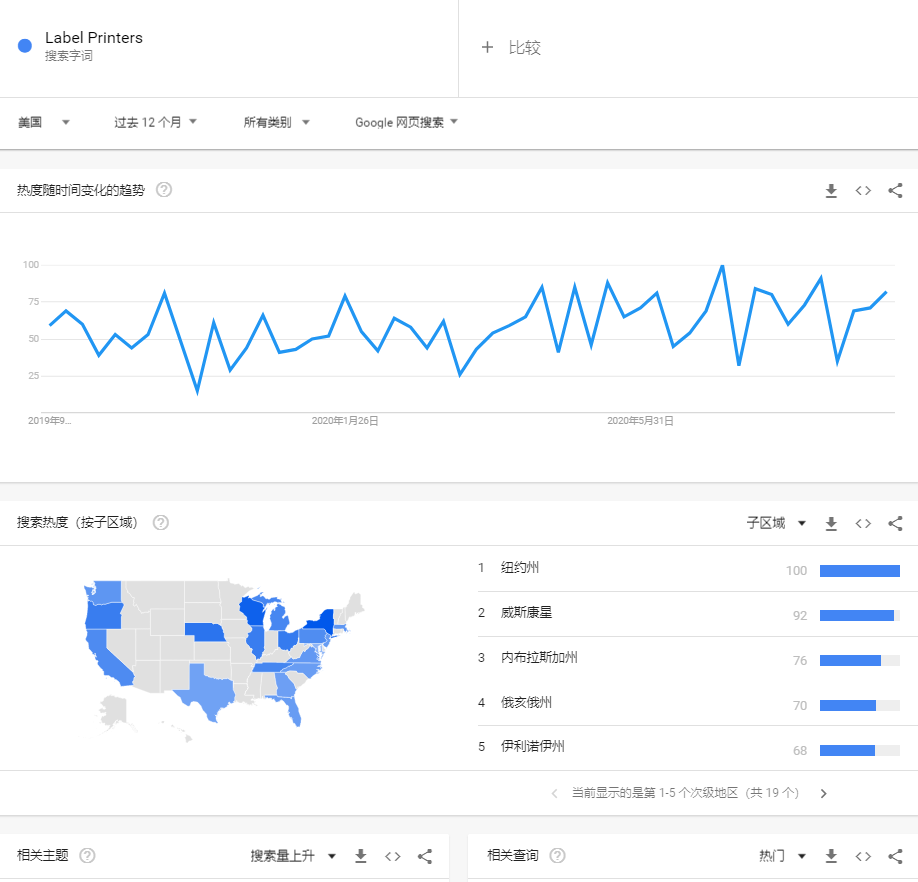 Label Printers
搜索字词
比较
美国
过去 12 个月
所有类别
Google 网页搜索
热度随时间变化的趋势
100
75
50
25
2019年9…
2020年1月26日
2020年5月31日
搜索热度（按子区域）
子区域
1 纽约州 100
2 威斯康星 92
3 内布拉斯加州 76
4 俄亥俄州 70
5 伊利诺伊州 68
当前显示的是第 1-5 个次级地区（共 19 个）
相关主题
搜索量上升
相关查询
热门